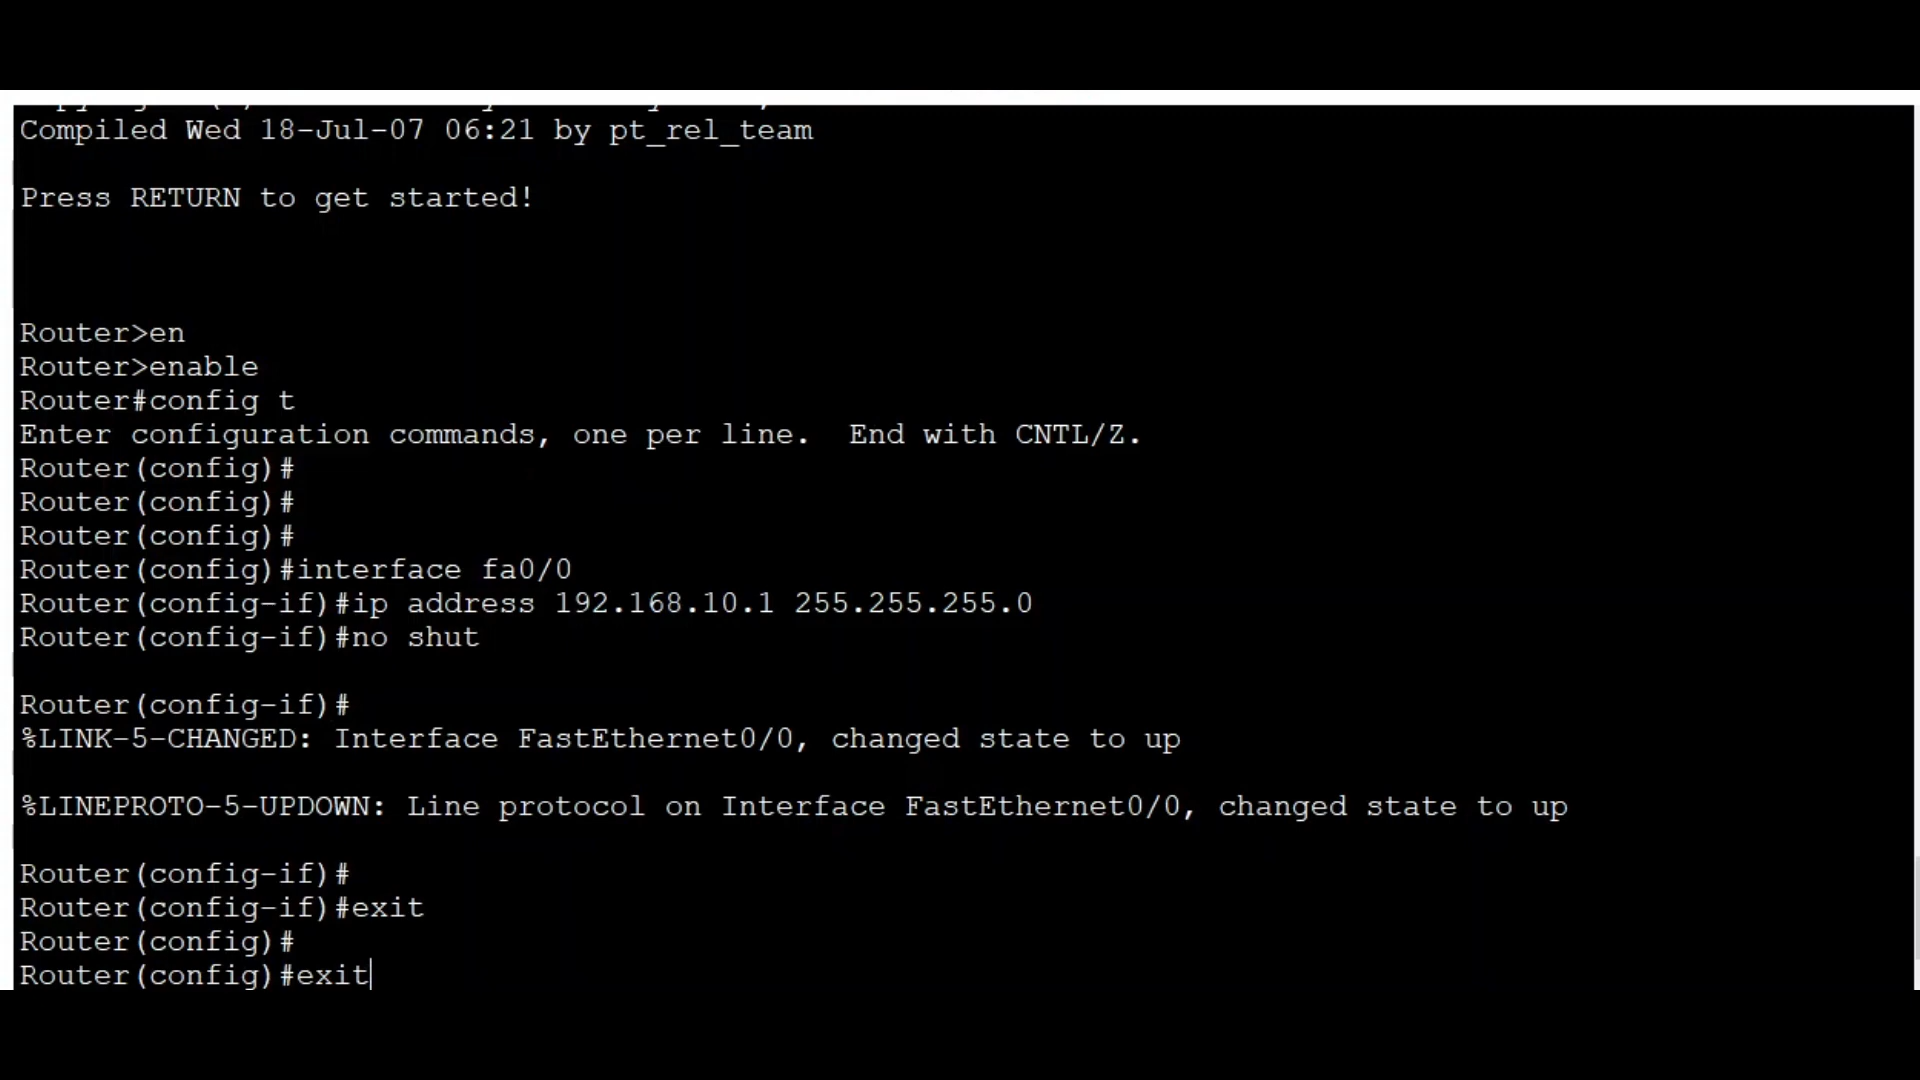 Compiled Wed 18-Jul-07 06:21 by pt_rel_team
Press RETURN to get started!
Router>en
Router>enable
Router#config t
Enter configuration commands, one per line.  End with CNTL/Z.
Router(config)#
Router(config)#
Router(config)#
Router(config)#interface fa0/0
Router(config-if)#ip address 192.168.10.1 255.255.255.0
Router(config-if)#no shut
Router(config-if)#
%LINK-5-CHANGED: Interface FastEthernet0/0, changed state to up
%LINEPROTO-5-UPDOWN: Line protocol on Interface FastEthernet0/0, changed state to up
Router(config-if)#
Router(config-if)#exit
Router(config)#
Router(config)#exit